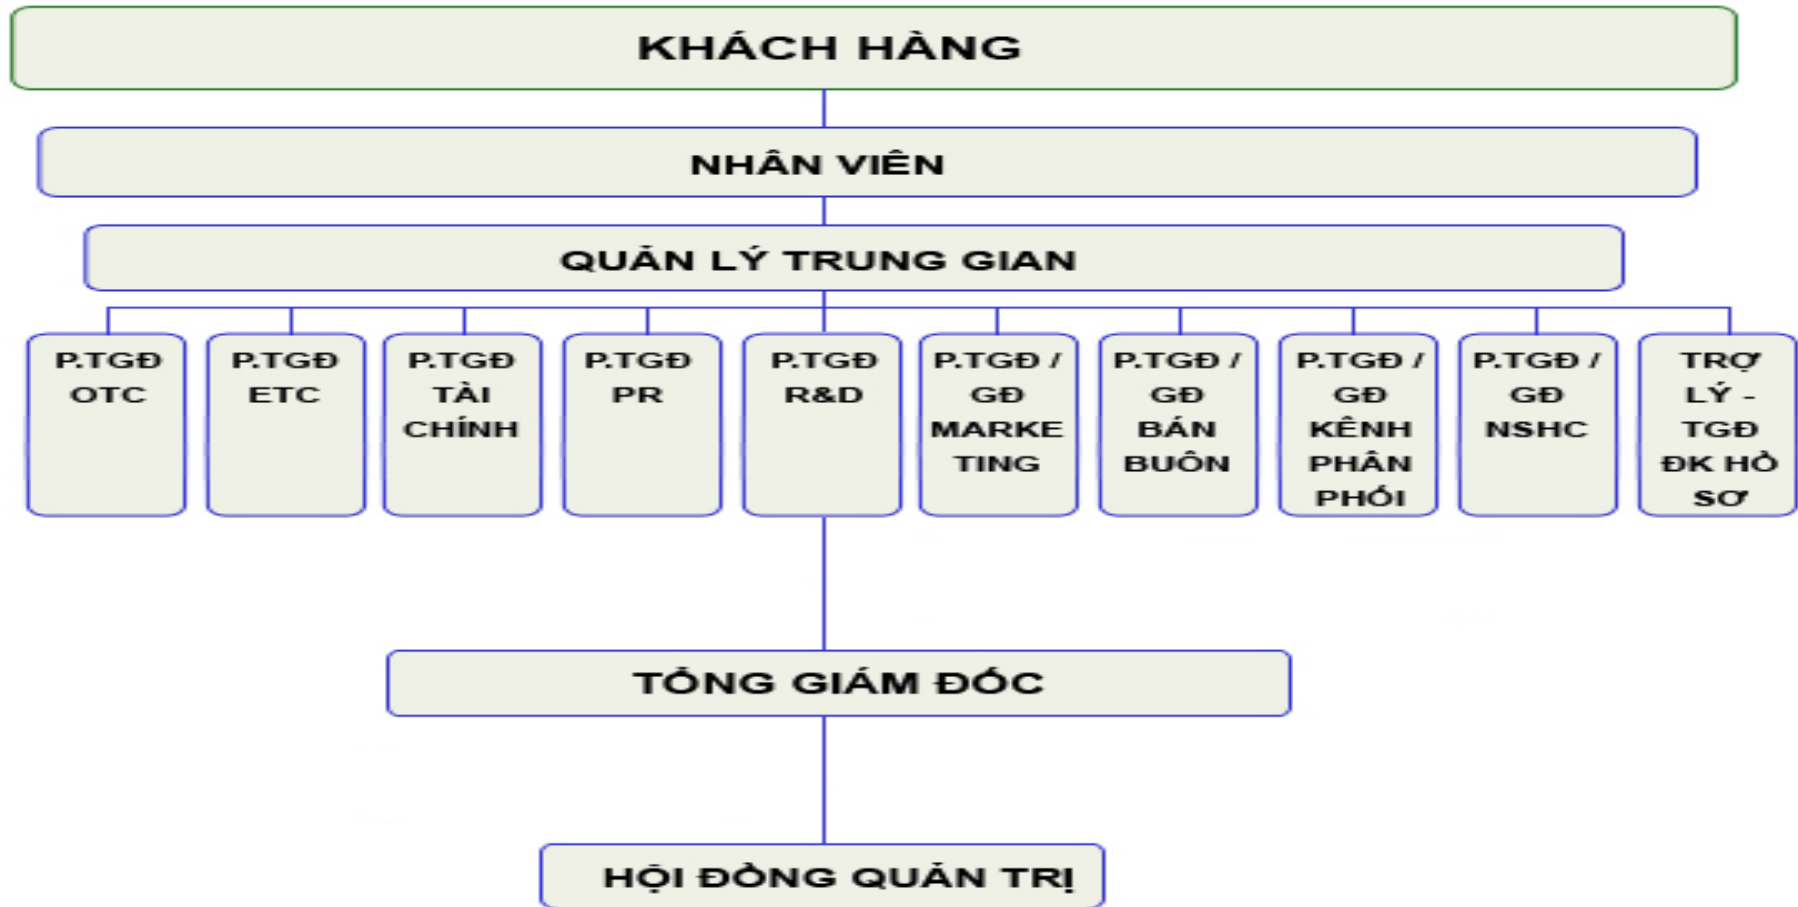 KHÁCH HÀNG
NHÂN VIÊN
QUẢN LÝ TRUNG GIAN
P.TGĐ
OTC
P.TGĐ
ETC
P.TGĐ
TÀI
CHÍNH
P.TGĐ
PR
P.TGĐ
R&D
P.TGĐ /
GĐ
MARKE
TING
P.TGĐ /
GĐ
BÁN
BUÔN
P.TGĐ /
GĐ
KÊNH
PHÂN
PHỐI
P.TGĐ /
GĐ
NSHC
TRỢ
LÝ -
TGĐ
ĐK HỒ
SƠ
TỔNG GIÁM ĐỐC
HỘI ĐỒNG QUẢN TRỊ